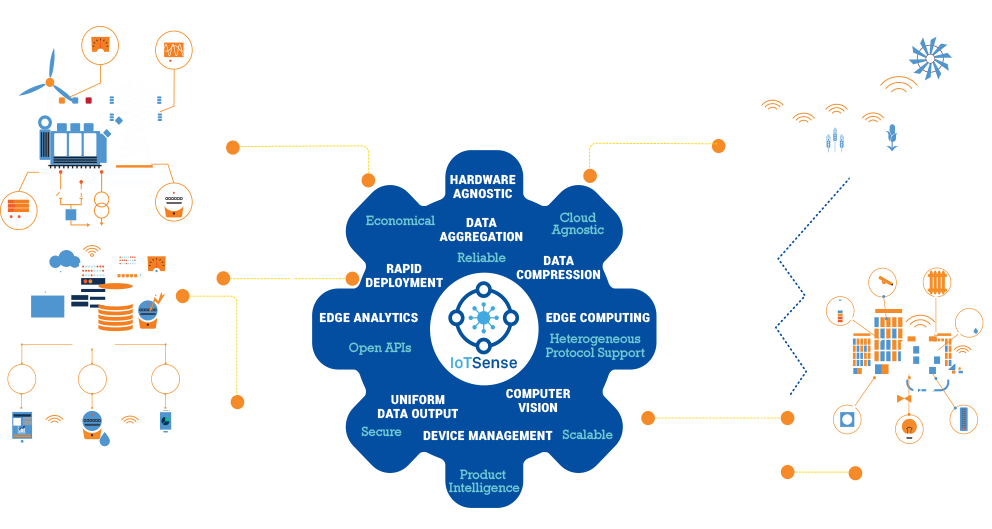 HARDWARE
AGNOSTIC
Economical
DATA
AGGREGATION
Cloud
Agnostic
Reliable
RAPID
DEPLOYMENT
DATA
COMPRESSION
EDGE ANALYTICS
EDGE COMPUTING
Open APIs
Heterogeneous
Protocol Support
IoTSense
UNIFORM
DATA OUTPUT
COMPUTER
VISION
Secure
DEVICE MANAGEMENT
Scalable
Product
Intelligence